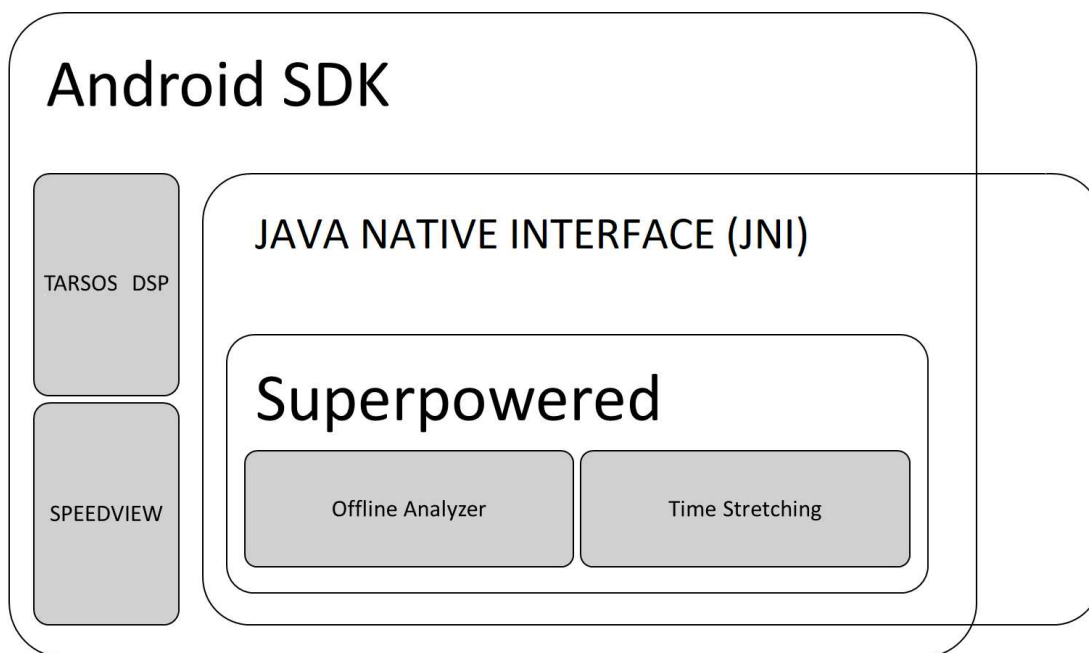 Android SDK
TARSOS DSP
JAVA NATIVE INTERFACE (JNI)
Superpowered
SPEEDVIEW
Offline Analyzer
Time Stretching